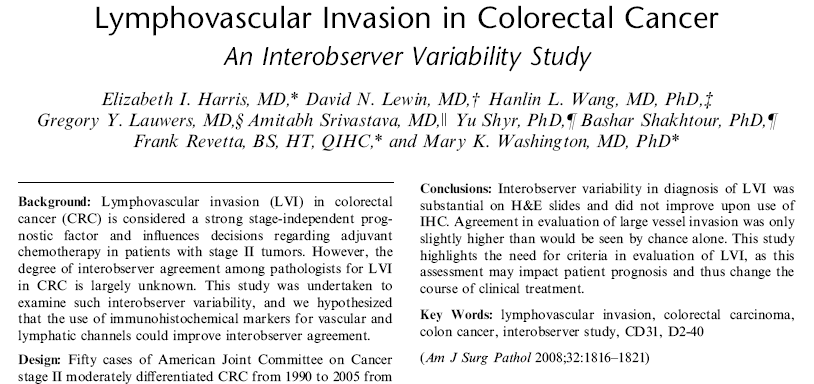 Lymphovascular Invasion in Colorectal Cancer
An Interobserver Variability Study
Elizabeth I. Harris, MD,* David N. Lewin, MD,† Hanlin L. Wang, MD, PhD,‡
Gregory Y. Lauwers, MD,§ Amitabh Srivastava, MD,∥ Yu Shyr, PhD,¶ Bashar Shakhtour, PhD,¶
Frank Revetta, BS, HT, QIHC,* and Mary K. Washington, MD, PhD*
Background: Lymphovascular invasion (LVI) in colorectal
cancer (CRC) is considered a strong stage-independent prog-
nostic factor and influences decisions regarding adjuvant
chemotherapy in patients with stage II tumors. However, the
degree of interobserver agreement among pathologists for LVI
in CRC is largely unknown. This study was undertaken to
examine such interobserver variability, and we hypothesized
that the use of immunohistochemical markers for vascular and
lymphatic channels could improve interobserver agreement.
Design: Fifty cases of American Joint Committee on Cancer
stage II moderately differentiated CRC from 1990 to 2005 from
Conclusions: Interobserver variability in diagnosis of LVI was
substantial on H&E slides and did not improve upon use of
IHC. Agreement in evaluation of large vessel invasion was only
slightly higher than would be seen by chance alone. This study
highlights the need for criteria in evaluation of LVI, as this
assessment may impact patient prognosis and thus change the
course of clinical treatment.
Key Words: lymphovascular invasion, colorectal carcinoma,
colon cancer, interobserver study, CD31, D2-40
(Am J Surg Pathol 2008;32:1816–1821)